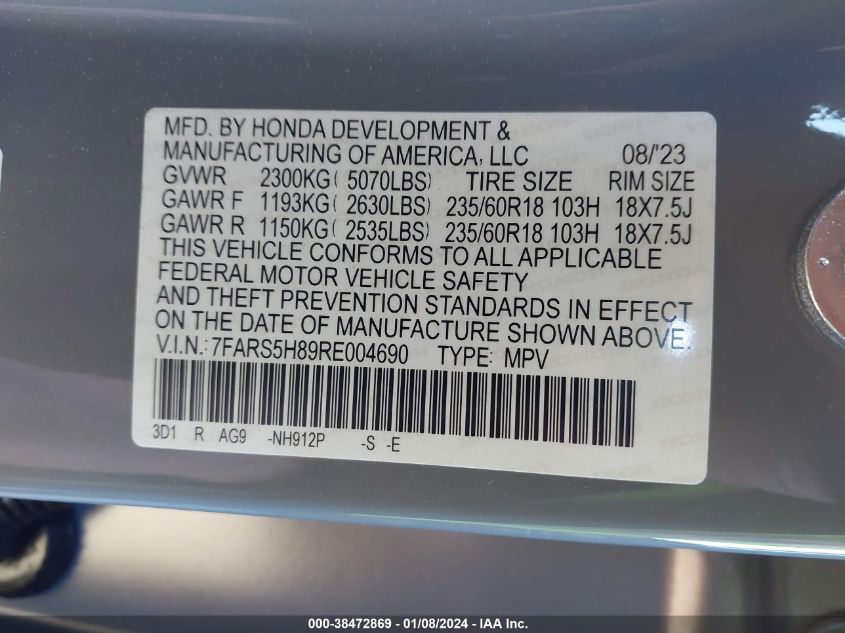 MFD. BY HONDA DEVELOPMENT &
MANUFACTURING OF AMERICA, LLC 08/'23
GVWR 2300KG( 5070LBS) TIRE SIZE RIM SIZE
GAWR F 1193KG( 2630LBS) 235/60R18 103H 18X7.5J
GAWR R 1150KG( 2535LBS) 235/60R18 103H 18X7.5J
THIS VEHICLE CONFORMS TO ALL APPLICABLE
FEDERAL MOTOR VEHICLE SAFETY
AND THEFT PREVENTION STANDARDS IN EFFECT
ON THE DATE OF MANUFACTURE SHOWN ABOVE.
V.I.N.:7FARS5H89RE004690 TYPE: MPV
3D1 R AG9 -NH912P -S -E
000-38472869 | 01/08/2024 | IAA Inc.